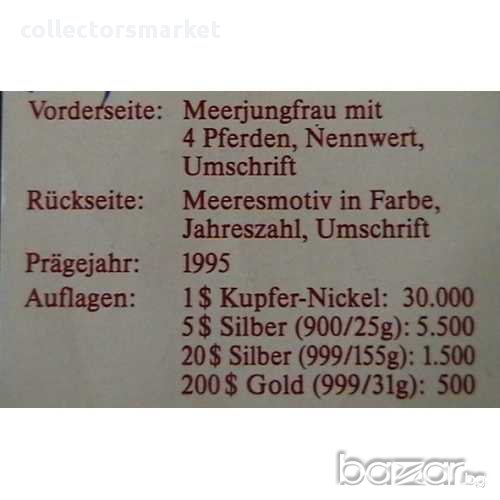 collectorsmarket
Vorderseite: Meerjungfrau mit
4 Pferden, Nennwert,
Umschrift
Rückseite: Meeresmotiv in Farbe,
Jahreszahl, Umschrift
Prägejahr: 1995
Auflagen: 1 $ Kupfer-Nickel: 30.000
5 $ Silber (900/25g): 5.500
20 $ Silber (999/155g): 1.500
200 $ Gold (999/31g): 500
bazar.bg